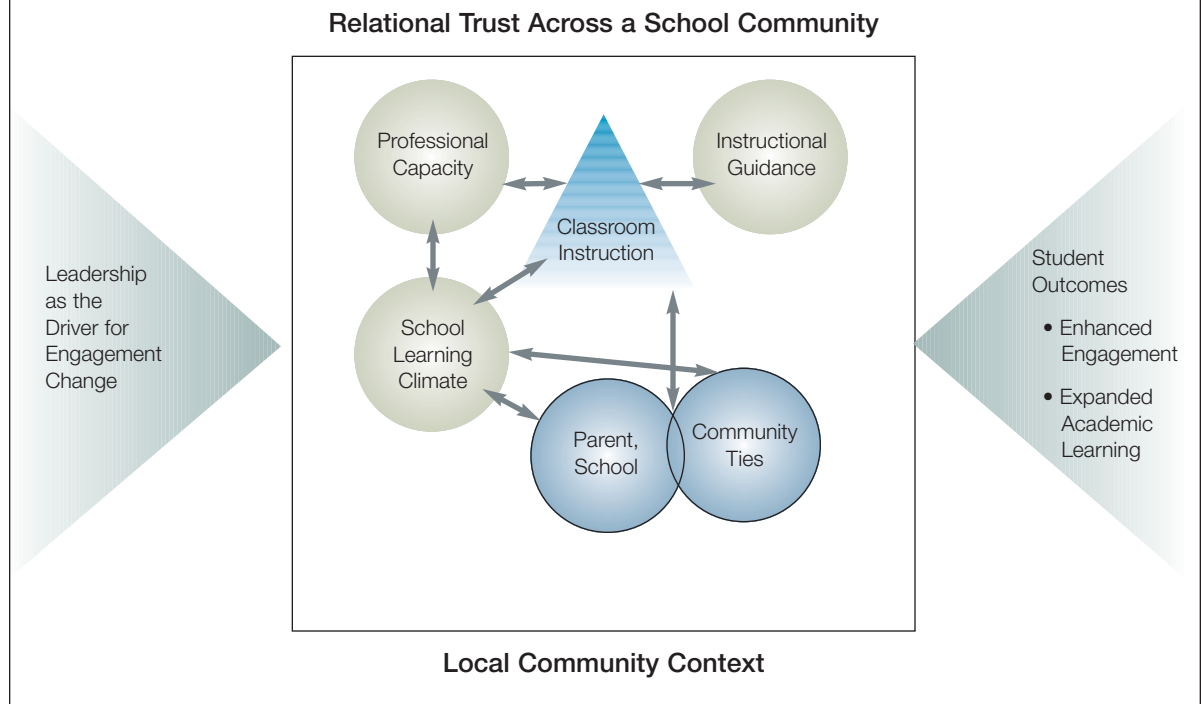 Relational Trust Across a School Community
Professional
Capacity
Instructional
Guidance
Classroom
Instruction
Leadership
as the
Driver for
Engagement
Change
School
Learning
Climate
Parent,
School
Community
Ties
Student
Outcomes
• Enhanced
Engagement
• Expanded
Academic
Learning
Local Community Context